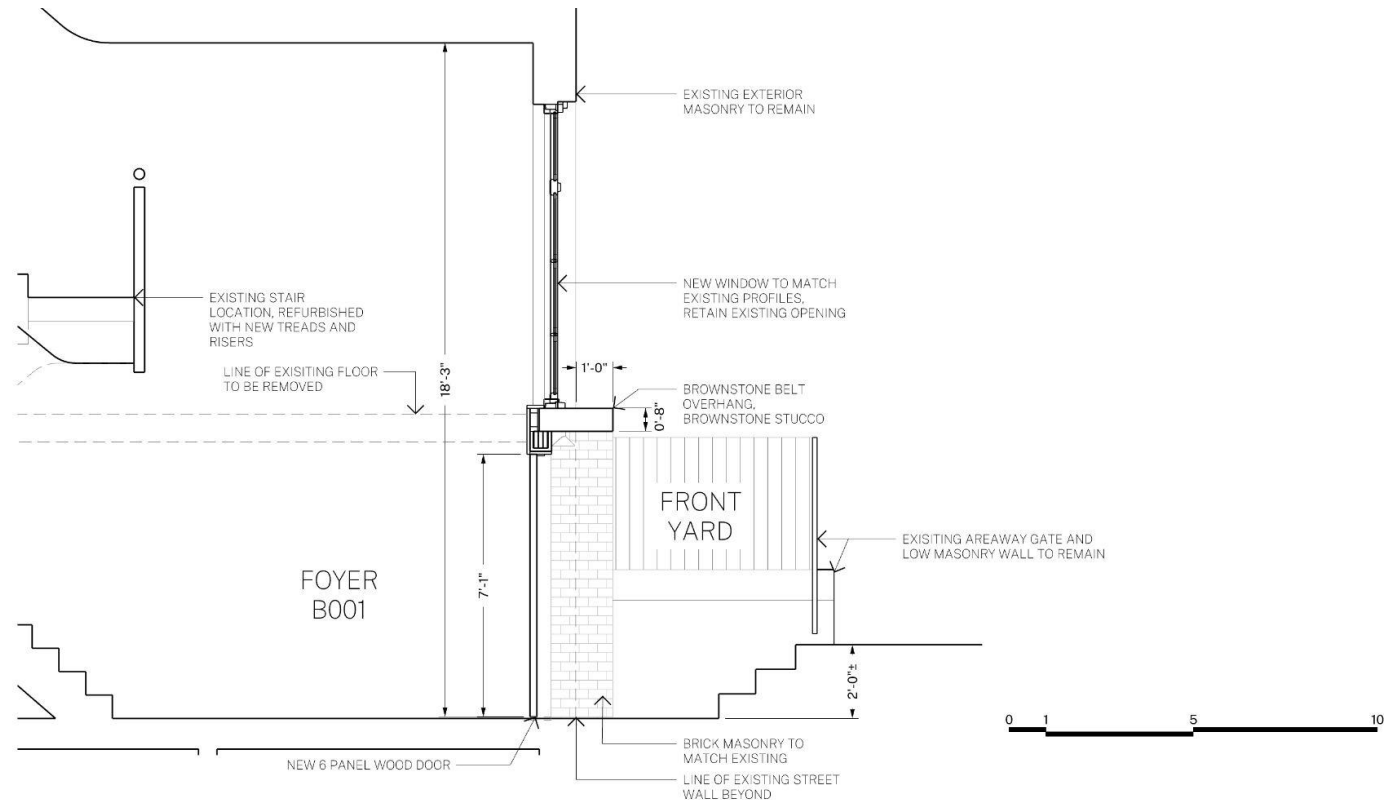 EXISTING EXTERIOR
MASONRY TO REMAIN
EXISTING STAIR
LOCATION, REFURBISHED
WITH NEW TREADS AND
RISERS
NEW WINDOW TO MATCH
EXISTING PROFILES,
RETAIN EXISTING OPENING
LINE OF EXISITING FLOOR
TO BE REMOVED
18'-3"
1'-0"
BROWNSTONE BELT
OVERHANG,
BROWNSTONE STUCCO
0'-8"
FRONT
YARD
EXISITING AREAWAY GATE AND
LOW MASONRY WALL TO REMAIN
FOYER
B001
7'-1"
2'-0"±
0 1 5 10
BRICK MASONRY TO
MATCH EXISTING
NEW 6 PANEL WOOD DOOR
LINE OF EXISTING STREET
WALL BEYOND